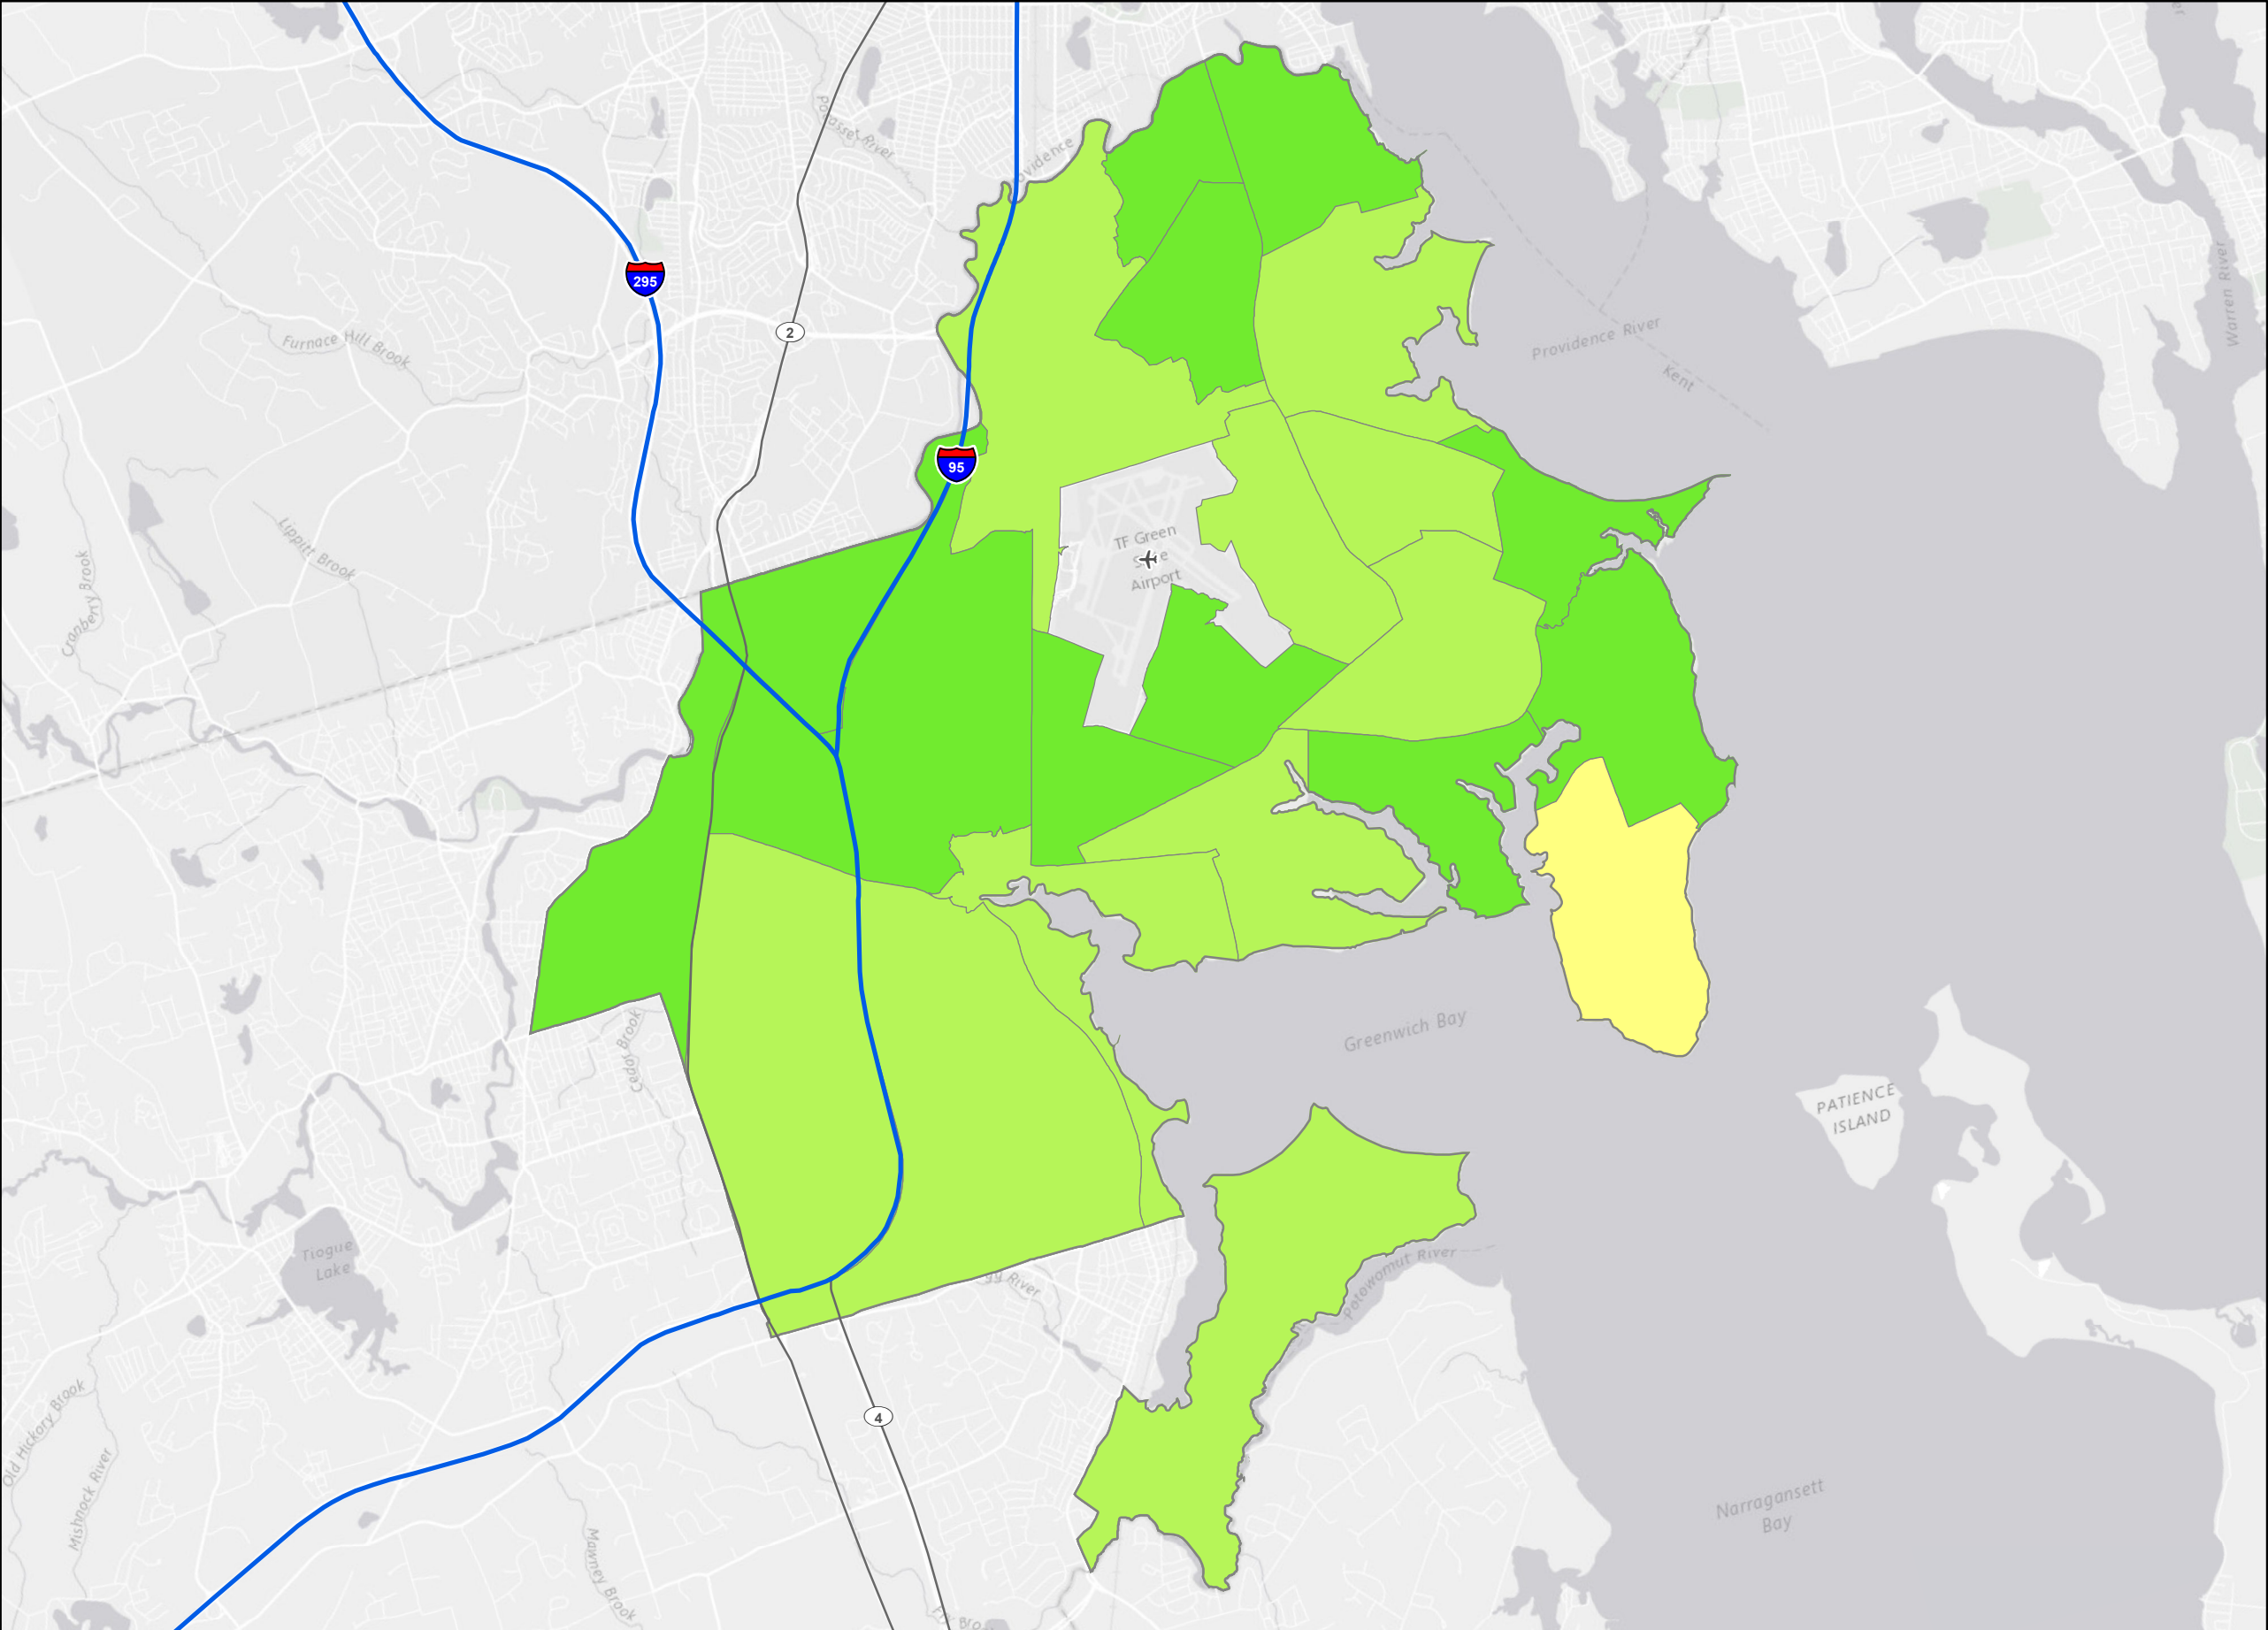 Providence River
Kent
Warren River
295
2
Furnace Hill Brook
95
Lippitt Brook
Cranberry Brook
TF Green
Airport
Cedar Brook
Greenwich Bay
PATIENCE
ISLAND
Tiogue
Lake
Potowomut River
Old Hickory Brook
Mishnock River
4
Narragansett
Bay
Mawney Brook